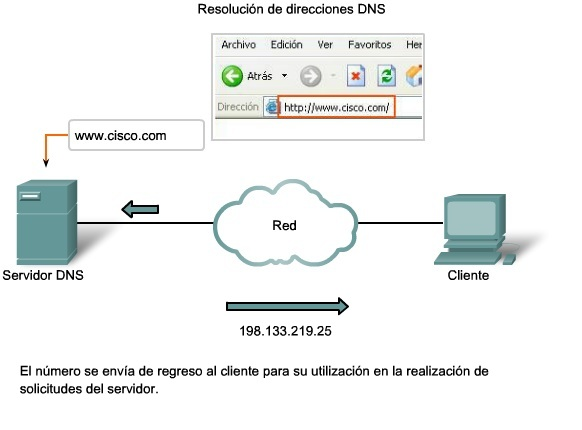 Resolución de direcciones DNS
Archivo Edición Ver Favoritos Her
Atrás
Dirección http://www.cisco.com/
www.cisco.com
Red
Servidor DNS
Cliente
198.133.219.25
El número se envía de regreso al cliente para su utilización en la realización de
solicitudes del servidor.